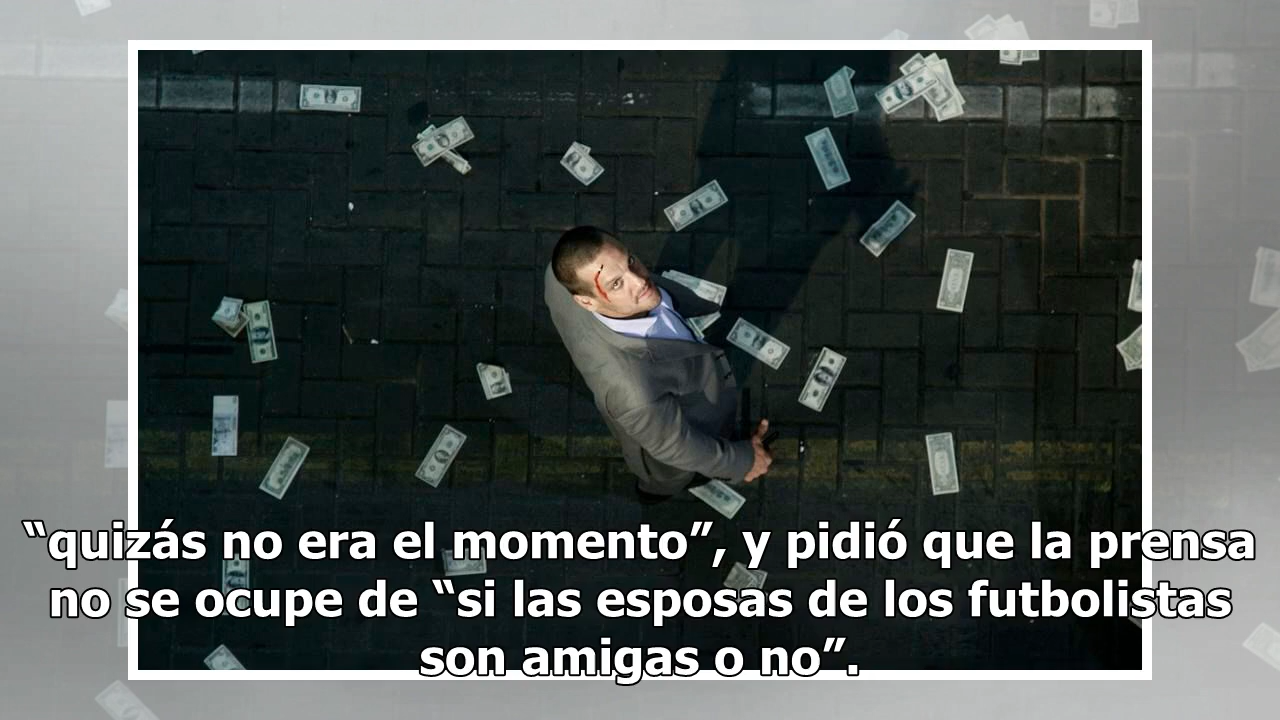 “quizás no era el momento”, y pidió que la prensa
no se ocupe de “si las esposas de los futbolistas
son amigas o no”.